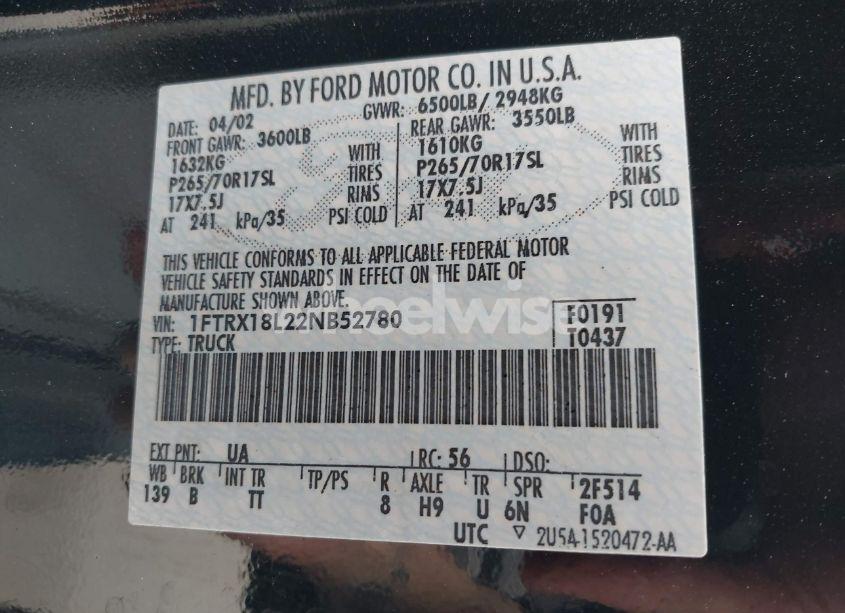 MFD. BY FORD MOTOR CO. IN U.S.A.
DATE: 04/02 GVWR: 6500LB/ 2948KG
FRONT GAWR: 3600LB REAR GAWR: 3550LB
1632KG WITH 1610KG WITH
P265/70R17SL TIRES P265/70R17SL TIRES
17X7.5J RIMS 17X7.5J RIMS
AT 241 kPa/35 PSI COLD AT 241 kPa/35 PSI COLD
THIS VEHICLE CONFORMS TO ALL APPLICABLE FEDERAL MOTOR
VEHICLE SAFETY STANDARDS IN EFFECT ON THE DATE OF
MANUFACTURE SHOWN ABOVE.
VIN: 1FTRX18L22NB52780 F0191
TYPE: TRUCK T0437
EXT PNT: UA RC: 56 DSO:
WB BRK INT TR TP/PS R AXLE TR SPR 2F514
139 B TT 8 H9 U 6N F0A
UTC ▽ 2U5A-1520472-AA